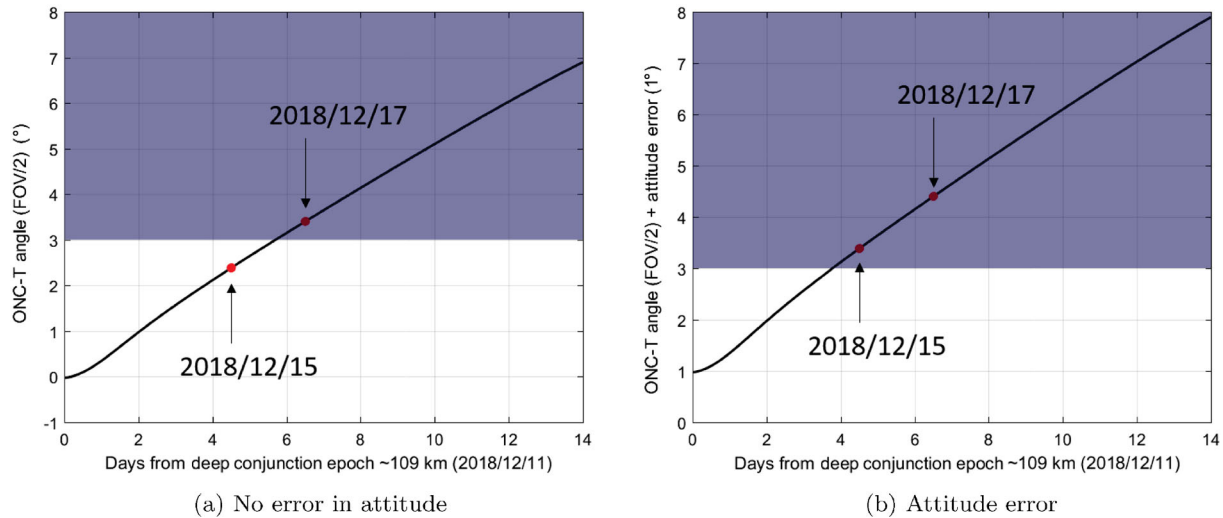 ONC-T angle (FOV/2) (°)
8
7
6
5
4
3
2
1
0
-1
2018/12/17
2018/12/15
0 2 4 6 8 10 12 14
Days from deep conjunction epoch ~109 km (2018/12/11)
(a) No error in attitude
ONC-T angle (FOV/2) + attitude error (1°)
8
7
6
5
4
3
2
1
0
2018/12/17
2018/12/15
0 2 4 6 8 10 12 14
Days from deep conjunction epoch ~109 km (2018/12/11)
(b) Attitude error